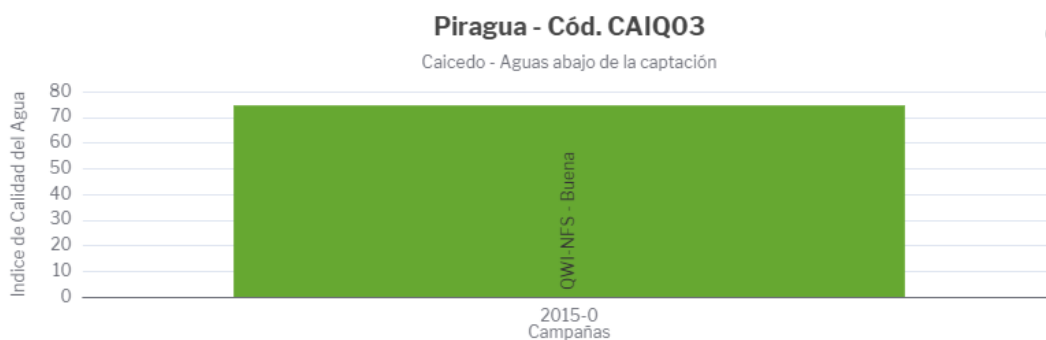 Piragua - Cód. CAIQ03
Caicedo - Aguas abajo de la captación
Indice de Calidad del Agua
80
70
60
50
40
30
20
10
0
QWI-NFS - Buena
2015-0
Campañas